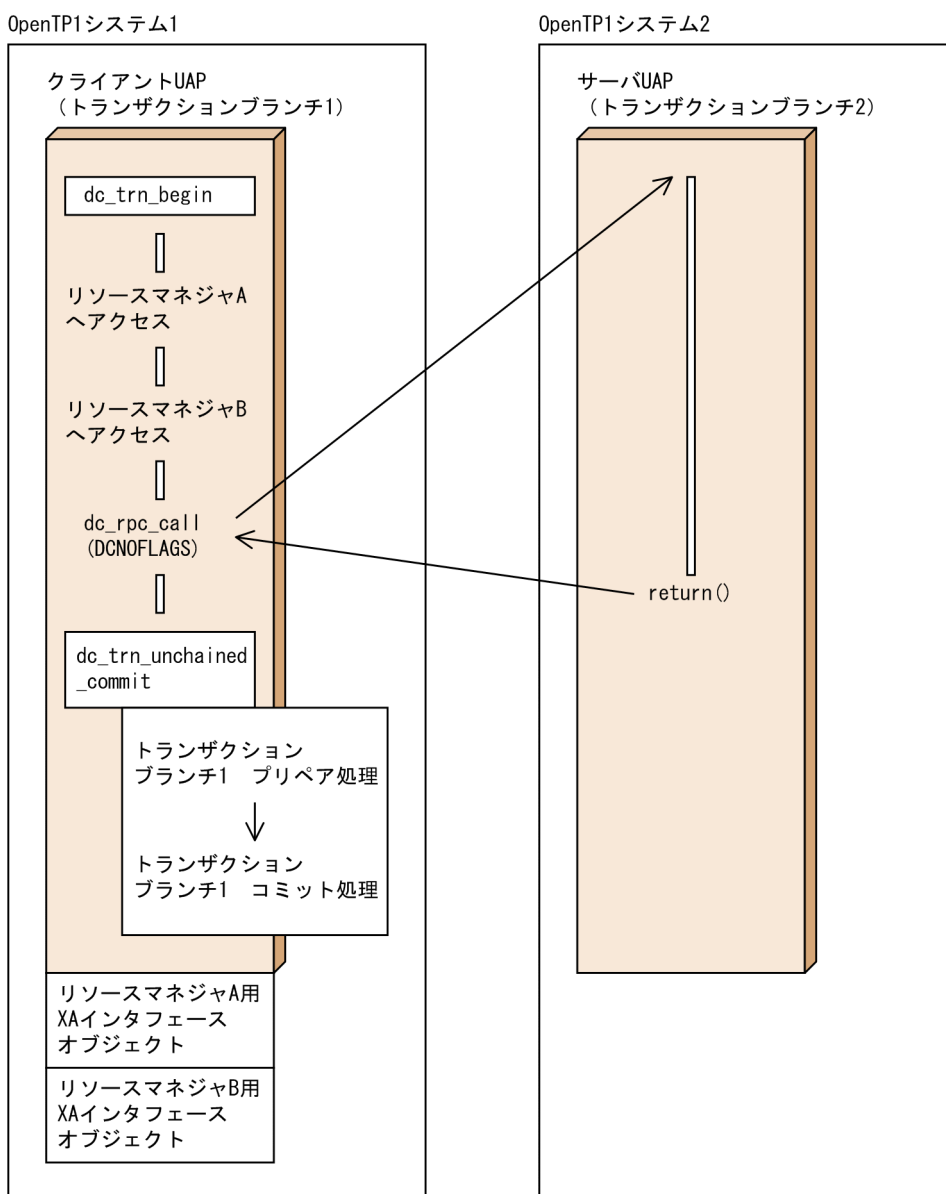 OpenTP1システム1
クライアントUAP
（トランザクションブランチ1）
dc_trn_begin
リソースマネジャA
へアクセス
リソースマネジャB
へアクセス
dc_rpc_call
(DCNOFLAGS)
dc_trn_unchained
_commit
トランザクション
ブランチ1　プリペア処理
トランザクション
ブランチ1　コミット処理
リソースマネジャA用
XAインタフェース
オブジェクト
リソースマネジャB用
XAインタフェース
オブジェクト
OpenTP1システム2
サーバUAP
（トランザクションブランチ2）
return()